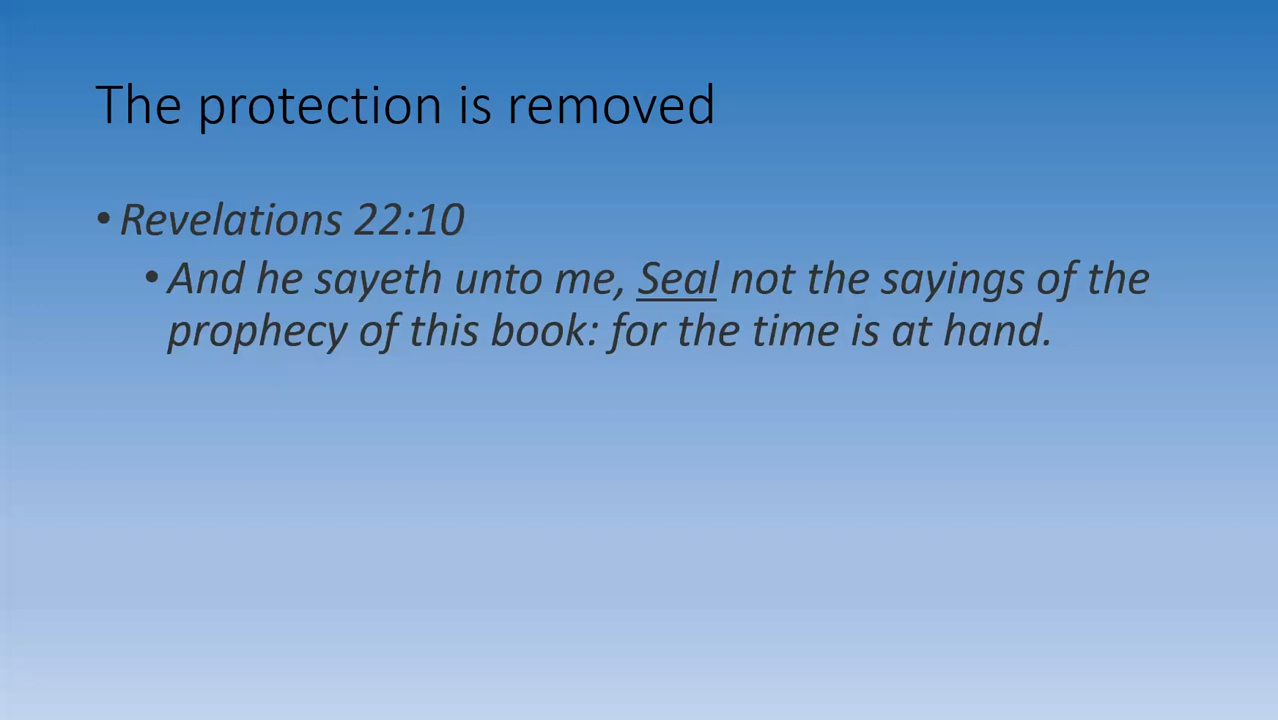 The protection is removed
• Revelations 22:10
• And he sayeth unto me, Seal not the sayings of the
prophecy of this book: for the time is at hand.